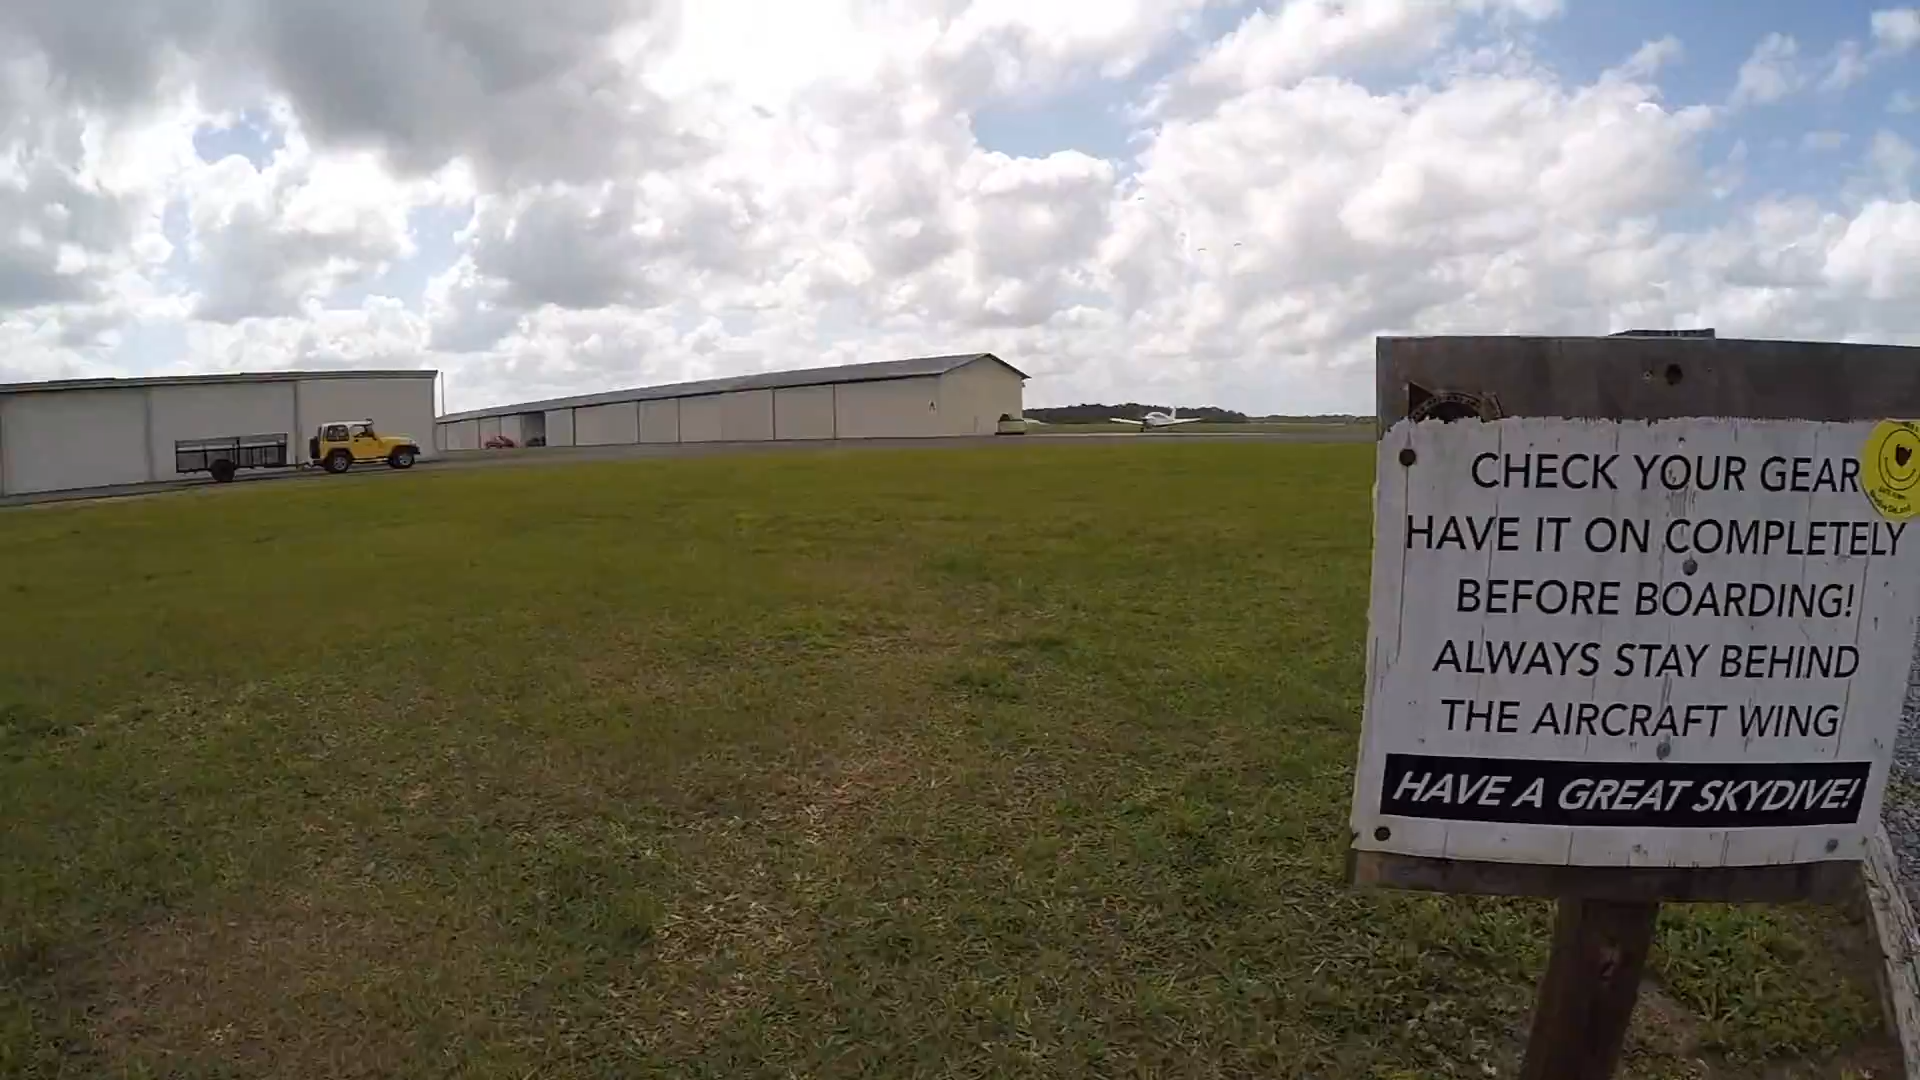 CHECK YOUR GEAR
HAVE IT ON COMPLETELY
BEFORE BOARDING!
ALWAYS STAY BEHIND
THE AIRCRAFT WING
HAVE A GREAT SKYDIVE!
A